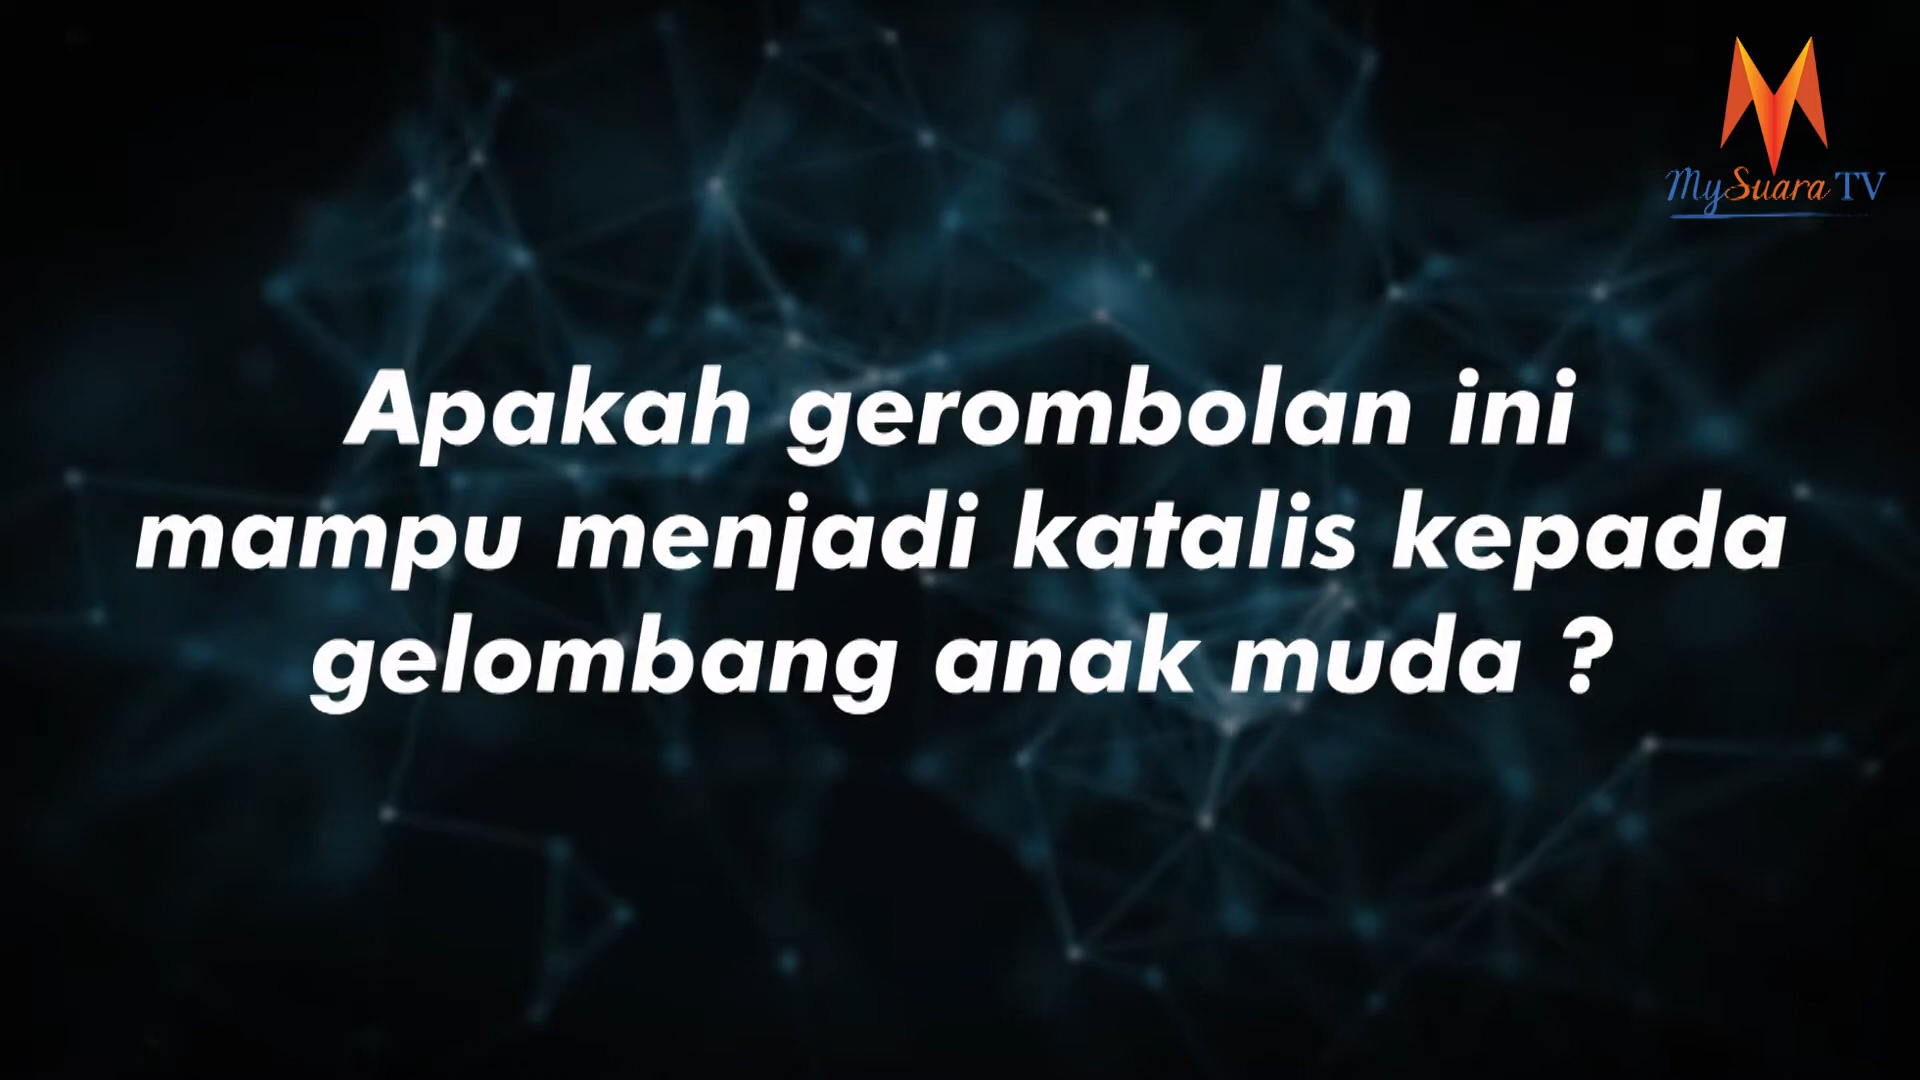 MySuara TV
Apakah gerombolan ini
mampu menjadi katalis kepada
gelombang anak muda ?